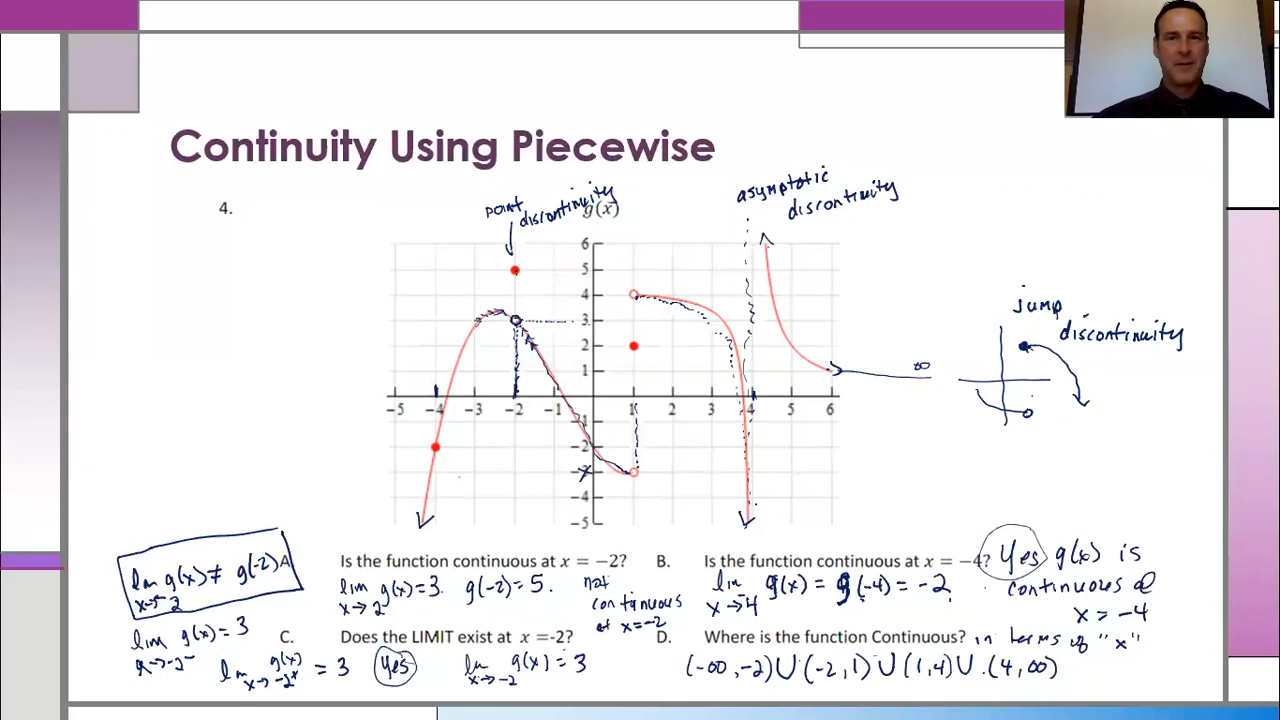 Continuity Using Piecewise
4.
g(x)
point
discontinuity
asymptotic
discontinuity
jump
discontinuity
6
5
4
3
2
1
-5 -4 -3 -2 -1 1 2 3 4 5 6
-1
-2
-3
-4
-5
∞
A.
Is the function continuous at x = −2?
lim g(x) ≠ g(-2)
x→-2
lim g(x) = 3. g(-2) = 5.
x→2
not
continuous
at x=-2
B.
Is the function continuous at x = −4?
Yes g(x) is
continuous @
x = -4
lim g(x) = g(-4) = -2
x→4
C.
Does the LIMIT exist at x =-2?
lim g(x) = 3
x→-2⁻
lim g(x) = 3
x→-2⁺
Yes
lim g(x) = 3
x→-2
D.
Where is the function Continuous? in terms of "x"
(-∞,-2)∪(-2,1)∪(1,4)∪(4,∞)